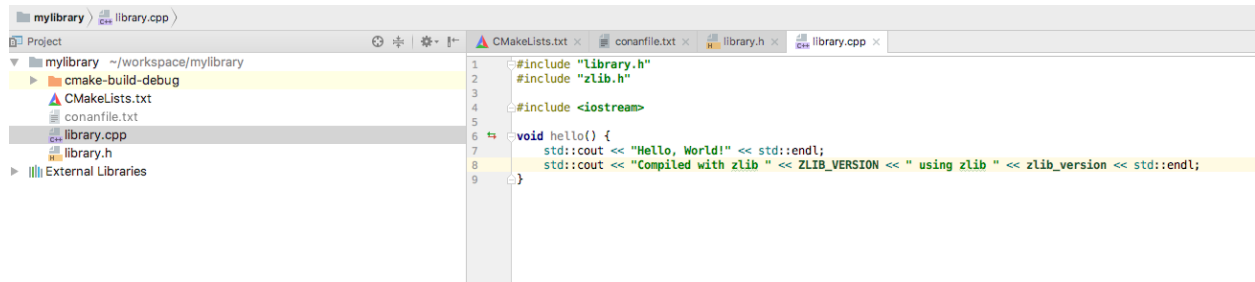 mylibrary library.cpp
Project
CMakeLists.txt conanfile.txt library.h library.cpp
mylibrary ~/workspace/mylibrary
cmake-build-debug
CMakeLists.txt
conanfile.txt
library.cpp
library.h
External Libraries
1 #include "library.h"
2 #include "zlib.h"
3
4 #include <iostream>
5
6 void hello() {
7 std::cout << "Hello, World!" << std::endl;
8 std::cout << "Compiled with zlib " << ZLIB_VERSION << " using zlib " << zlib_version << std::endl;
9 }